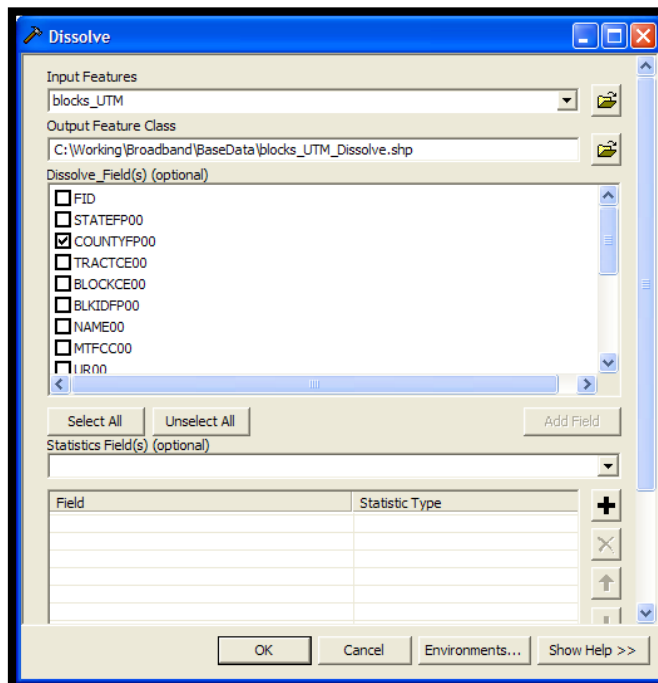 Dissolve
Input Features
blocks_UTM
Output Feature Class
C:\Working\Broadband\BaseData\blocks_UTM_Dissolve.shp
Dissolve_Field(s) (optional)
FID
STATEFP00
COUNTYFP00
TRACTCE00
BLOCKCE00
BLKIDFP00
NAME00
MTFCC00
UR00
Select All Unselect All Add Field
Statistics Field(s) (optional)
Field Statistic Type
OK Cancel Environments... Show Help >>